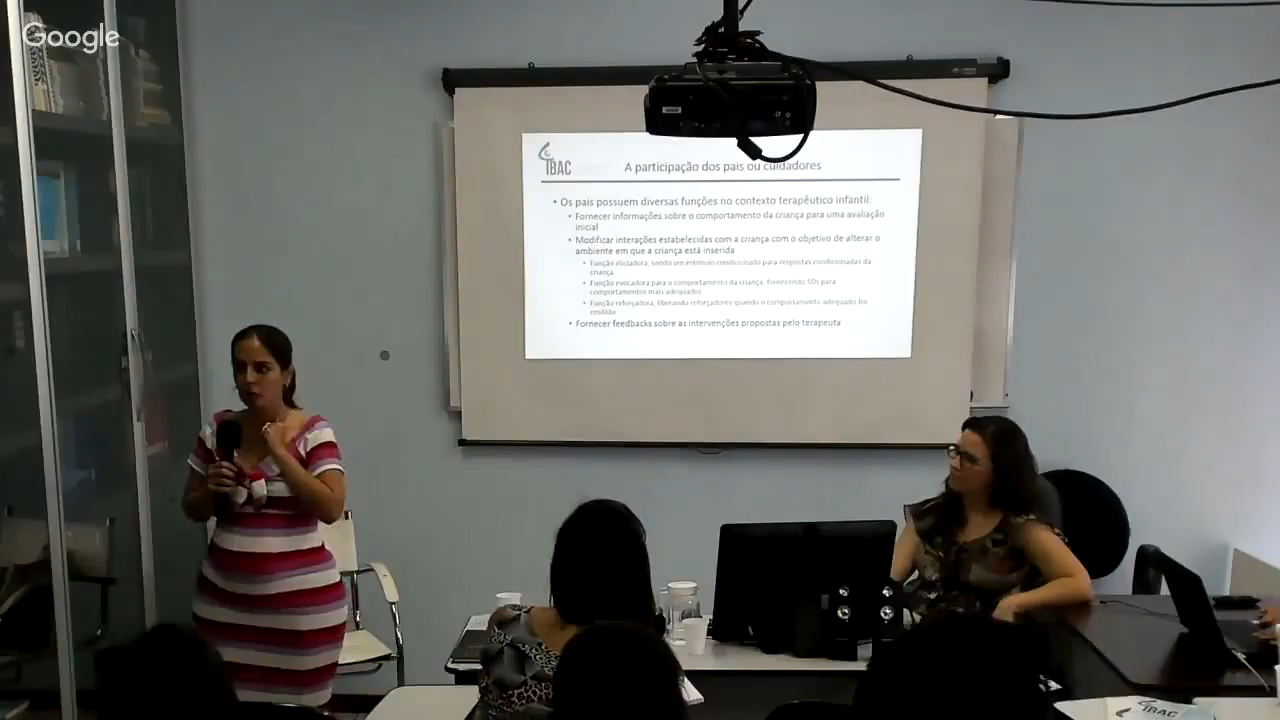 Google
IBAC
A participação dos pais ou cuidadores
• Os pais possuem diversas funções no contexto terapêutico infantil:
• Fornecer informações sobre o comportamento da criança para uma avaliação
inicial
• Modificar interações estabelecidas com a criança com o objetivo de alterar o
ambiente em que a criança está inserida
• Função eliciadora, sendo um estímulo condicionado para respostas condicionadas da
criança
• Função evocadora para o comportamento da criança, fornecendo SDs para
comportamentos mais adequados
• Função reforçadora, liberando reforçadores quando o comportamento adequado for
emitido
• Fornecer feedbacks sobre as intervenções propostas pelo terapeuta
IBAC